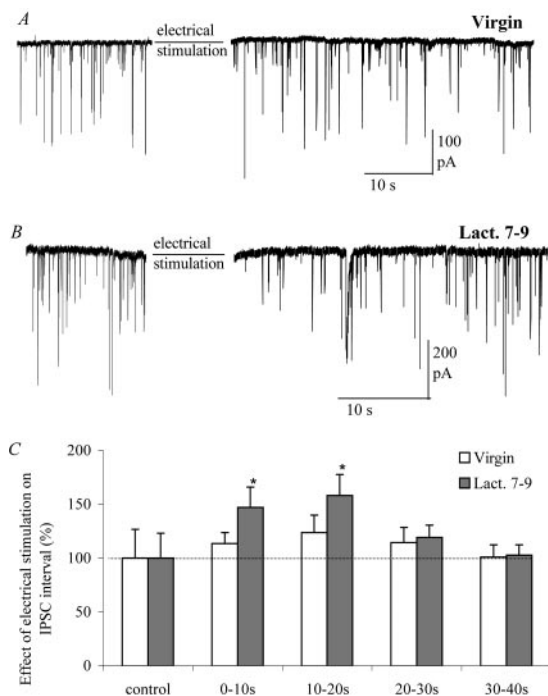 A
electrical
stimulation
Virgin
100
pA
10 s
B
electrical
stimulation
Lact. 7-9
200
pA
10 s
C
Effect of electrical stimulation on
IPSC interval (%)
200
150
100
50
0
Virgin
Lact. 7-9
*
*
control
0-10s
10-20s
20-30s
30-40s